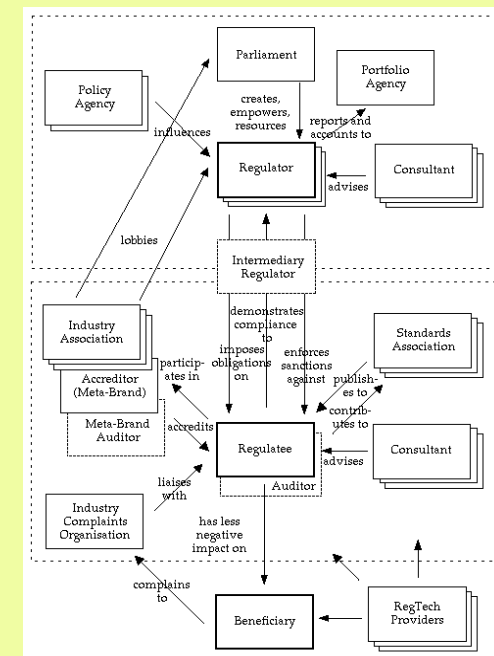 Parliament
Portfolio
Agency
Policy
Agency
creates,
empowers,
resources
reports and
accounts to
influences
Regulator
Consultant
advises
lobbies
Intermediary
Regulator
demonstrates
compliance
to
Industry
Association
Standards
Association
imposes
obligations
on
enforces
sanctions
against
particip-
ates in
Accreditor
(Meta-Brand)
publish-
es to
contrib-
utes to
Meta-Brand
Auditor
accredits
Regulatee
Consultant
advises
Auditor
liaises
with
Industry
Complaints
Organisation
has less
negative
impact on
complains
to
Beneficiary
RegTech
Providers